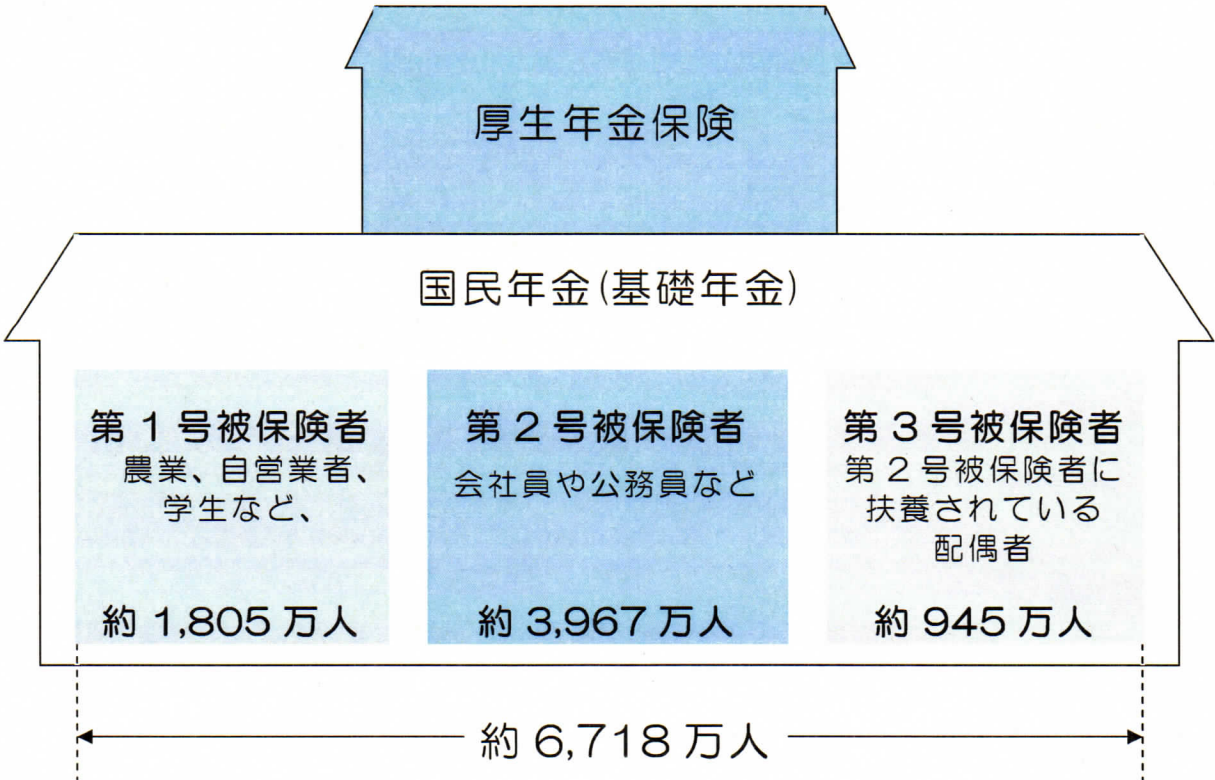 厚生年金保険
国民年金(基礎年金)
第1号被保険者
農業、自営業者、
学生など、
約 1,805 万人
第2号被保険者
会社員や公務員など
約 3,967 万人
第3号被保険者
第2号被保険者に
扶養されている
配偶者
約 945 万人
約 6,718 万人